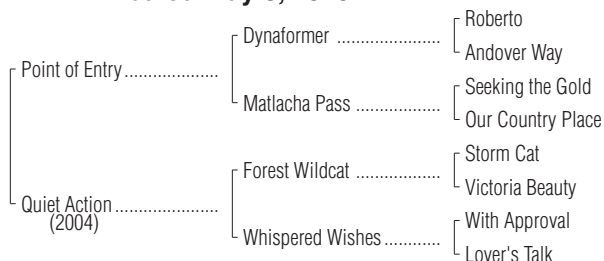 Roberto
Dynaformer
Andover Way
Point of Entry
Seeking the Gold
Matlacha Pass
Our Country Place
Storm Cat
Forest Wildcat
Victoria Beauty
Quiet Action
(2004)
With Approval
Whispered Wishes
Lover's Talk